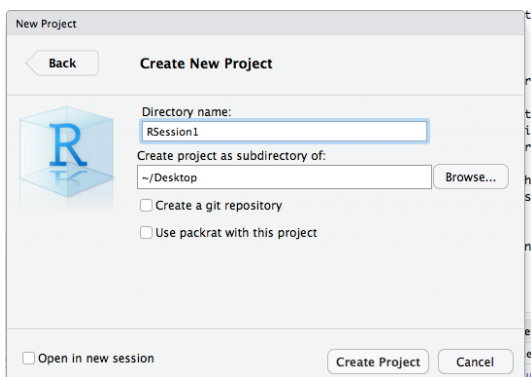 New Project
Back
Create New Project
R
Directory name:
RSession1
Create project as subdirectory of:
~/Desktop
Browse...
Create a git repository
Use packrat with this project
Open in new session
Create Project
Cancel